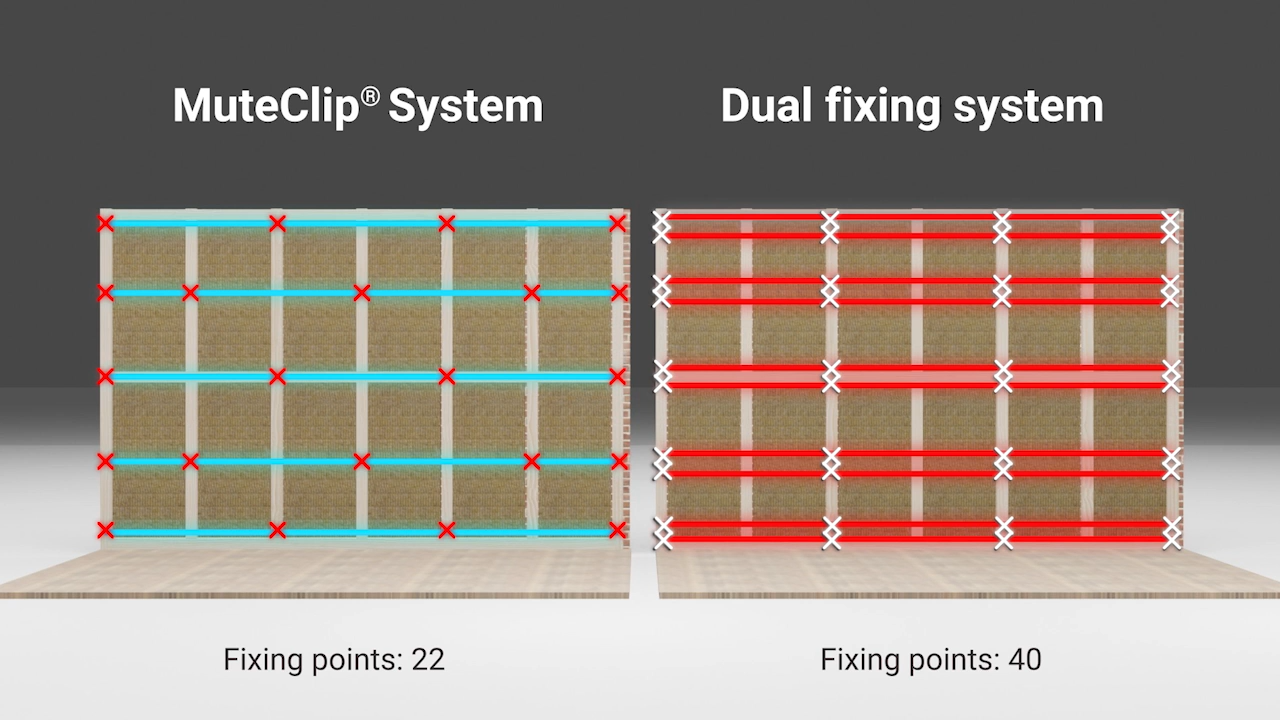 MuteClip® System
Dual fixing system
Fixing points: 22
Fixing points: 40